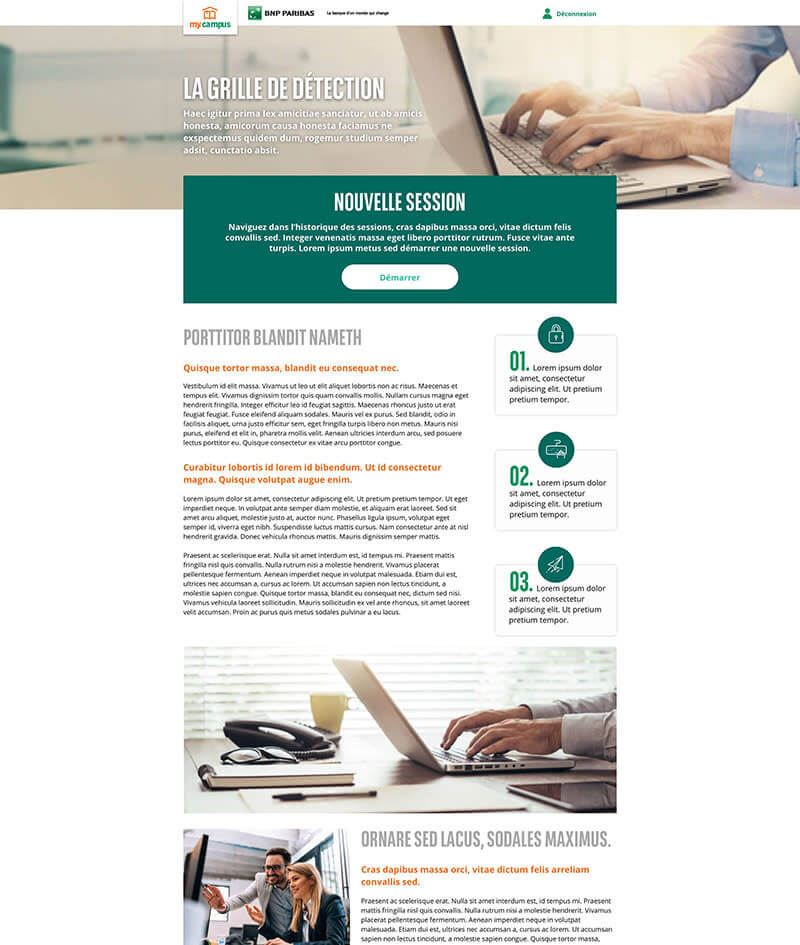 my campus
BNP PARIBAS
La banque d'un monde qui change
Déconnexion
LA GRILLE DE DÉTECTION
Haec igitur prima lex amicitiae sanciatur, ut ab amicis
honesta, amicorum causa honesta faciamus ne
exspectemus quidem dum, rogemur studium semper
adsit, cunctatio absit.
NOUVELLE SESSION
Naviguez dans l'historique des sessions, cras dapibus massa orci, vitae dictum felis
convallis sed. Integer venenatis massa eget libero porttitor rutrum. Fusce vitae ante
turpis. Lorem ipsum metus sed démarrer une nouvelle session.
Démarrer
PORTTITOR BLANDIT NAMETH
Quisque tortor massa, blandit eu consequat nec.
Vestibulum id elit massa. Vivamus ut leo ut elit aliquet lobortis non ac risus. Maecenas et
tempus elit. Vivamus dignissim tortor quis quam convallis mollis. Nullam cursus magna eget
hendrerit fringilla. Integer efficitur leo id feugiat sagittis. Maecenas rhoncus justo ut erat
feugiat feugiat. Fusce eleifend aliquam sodales. Mauris vel ex purus. Sed blandit, odio in
facilisis aliquet, urna justo efficitur sem, eget fringilla turpis libero non metus. Mauris nisi
purus, eleifend et elit in, pharetra mollis velit. Aenean ultricies interdum arcu, sed posuere
lectus porttitor eu. Quisque consectetur ex vitae arcu porttitor congue.
Curabitur lobortis id lorem id bibendum. Ut id consectetur
magna. Quisque volutpat augue enim.
Lorem ipsum dolor sit amet, consectetur adipiscing elit. Ut pretium pretium tempor. Ut eget
imperdiet neque. In volutpat ante semper diam molestie, et aliquam erat laoreet. Sed sit
amet arcu aliquet, molestie justo at, auctor nunc. Phasellus ligula ipsum, volutpat eget
semper id, viverra eget nibh. Suspendisse luctus mattis cursus. Nam consectetur ante at nisl
hendrerit gravida. Donec vehicula rhoncus mattis. Mauris dignissim semper mattis.
Praesent ac scelerisque erat. Nulla sit amet interdum est, id tempus mi. Praesent mattis
fringilla nisl quis convallis. Nulla rutrum nisi a molestie hendrerit. Vivamus placerat
pellentesque fermentum. Aenean imperdiet neque in volutpat malesuada. Etiam dui est,
ultrices nec accumsan a, cursus ac lorem. Ut accumsan sapien non lectus tincidunt, a
molestie sapien congue. Quisque tortor massa, blandit eu consequat nec, dictum sed nisi.
Vivamus vehicula laoreet sollicitudin. Mauris sollicitudin ex vel ante rhoncus, sit amet laoreet
velit accumsan. Proin ac purus quis metus sodales pulvinar a eu lacus.
01. Lorem ipsum dolor
sit amet, consectetur
adipiscing elit. Ut pretium
pretium tempor.
02. Lorem ipsum dolor
sit amet, consectetur
adipiscing elit. Ut pretium
pretium tempor.
03. Lorem ipsum dolor
sit amet, consectetur
adipiscing elit. Ut pretium
pretium tempor.
ORNARE SED LACUS, SODALES MAXIMUS.
Cras dapibus massa orci, vitae dictum felis arreliam
convallis sed.
Praesent ac scelerisque erat. Nulla sit amet interdum est, id tempus mi. Praesent
mattis fringilla nisl quis convallis. Nulla rutrum nisi a molestie hendrerit. Vivamus
placerat pellentesque fermentum. Aenean imperdiet neque in volutpat
malesuada. Etiam dui est, ultrices nec accumsan a, cursus ac lorem. Ut accumsan